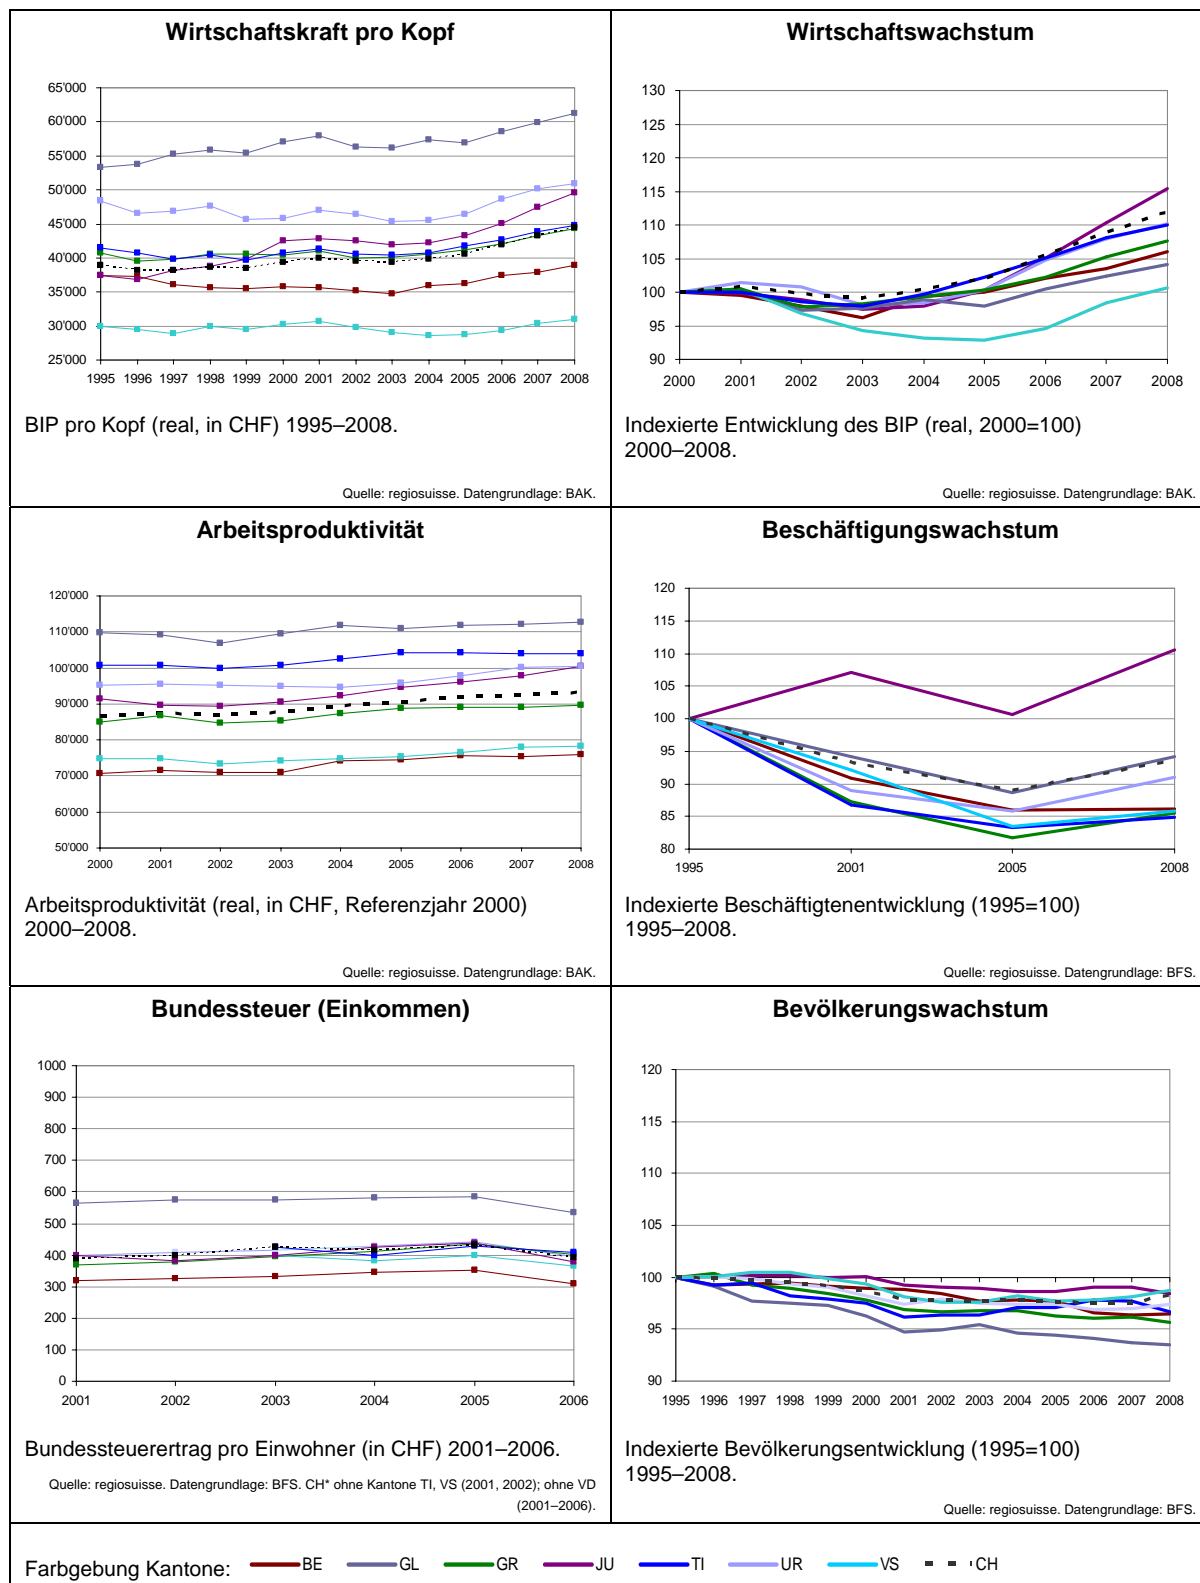 Wirtschaftskraft pro Kopf
65'000
60'000
55'000
50'000
45'000
40'000
35'000
30'000
25'000
1995 1996 1997 1998 1999 2000 2001 2002 2003 2004 2005 2006 2007 2008
BIP pro Kopf (real, in CHF) 1995–2008.
Quelle: regiosuisse. Datengrundlage: BAK.
Wirtschaftswachstum
130
125
120
115
110
105
100
95
90
2000 2001 2002 2003 2004 2005 2006 2007 2008
Indexierte Entwicklung des BIP (real, 2000=100)
2000–2008.
Quelle: regiosuisse. Datengrundlage: BAK.
Arbeitsproduktivität
120'000
110'000
100'000
90'000
80'000
70'000
60'000
50'000
2000 2001 2002 2003 2004 2005 2006 2007 2008
Arbeitsproduktivität (real, in CHF, Referenzjahr 2000)
2000–2008.
Quelle: regiosuisse. Datengrundlage: BAK.
Beschäftigungswachstum
120
115
110
105
100
95
90
85
80
1995 2001 2005 2008
Indexierte Beschäftigtenentwicklung (1995=100)
1995–2008.
Quelle: regiosuisse. Datengrundlage: BFS.
Bundessteuer (Einkommen)
1000
900
800
700
600
500
400
300
200
100
0
2001 2002 2003 2004 2005 2006
Bundessteuerertrag pro Einwohner (in CHF) 2001–2006.
Quelle: regiosuisse. Datengrundlage: BFS. CH* ohne Kantone TI, VS (2001, 2002); ohne VD
(2001–2006).
Bevölkerungswachstum
120
115
110
105
100
95
90
1995 1996 1997 1998 1999 2000 2001 2002 2003 2004 2005 2006 2007 2008
Indexierte Bevölkerungsentwicklung (1995=100)
1995–2008.
Quelle: regiosuisse. Datengrundlage: BFS.
Farbgebung Kantone: BE GL GR JU TI UR VS CH